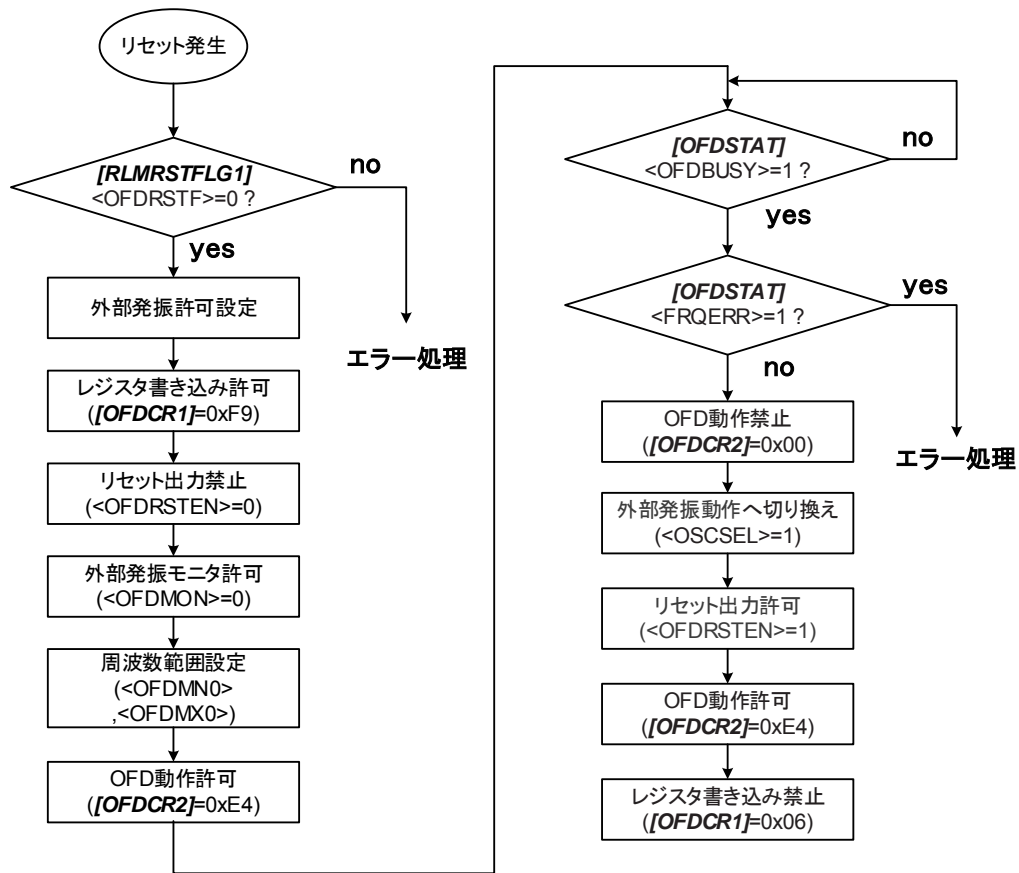 リセット発生
[RLMRSTFLG1]
<OFDRSTF>=0 ?
no
yes
外部発振許可設定
エラー処理
レジスタ書き込み許可
([OFDCR1]=0xF9)
リセット出力禁止
(<OFDRSTEN>=0)
外部発振モニタ許可
(<OFDMON>=0)
周波数範囲設定
(<OFDMN0>
,<OFDMX0>)
OFD動作許可
([OFDCR2]=0xE4)
[OFDSTAT]
<OFDBUSY>=1 ?
no
yes
[OFDSTAT]
<FRQERR>=1 ?
yes
no
OFD動作禁止
([OFDCR2]=0x00)
エラー処理
外部発振動作へ切り換え
(<OSCSEL>=1)
リセット出力許可
(<OFDRSTEN>=1)
OFD動作許可
([OFDCR2]=0xE4)
レジスタ書き込み禁止
([OFDCR1]=0x06)